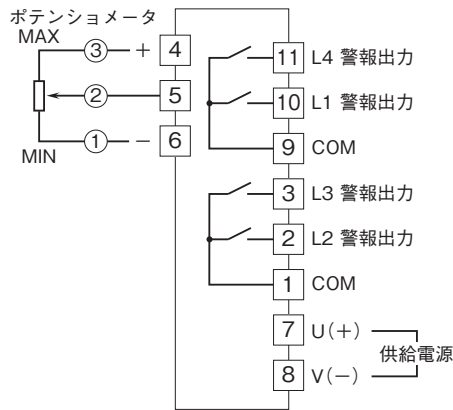 ポテンショメータ
MAX
③ + 4
② 5
① − 6
MIN
11 L4 警報出力
10 L1 警報出力
9 COM
3 L3 警報出力
2 L2 警報出力
1 COM
7 U(+)
供給電源
8 V(−)